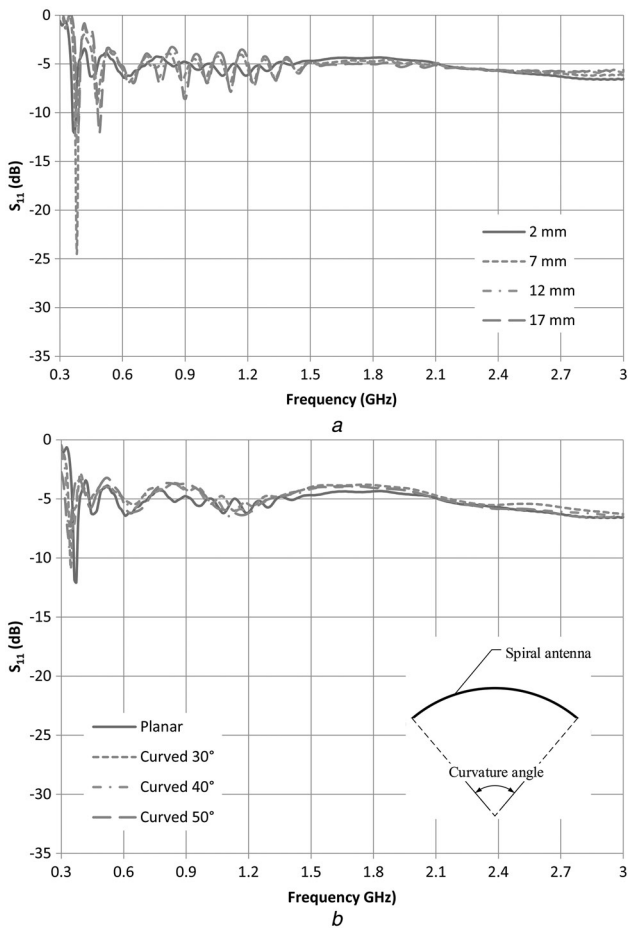 0
-5
-10
-15
-20
-25
-30
-35
S11 (dB)
2 mm
7 mm
12 mm
17 mm
0.3 0.6 0.9 1.2 1.5 1.8 2.1 2.4 2.7 3
Frequency (GHz)
a
0
-5
-10
-15
-20
-25
-30
-35
S11 (dB)
Spiral antenna
Curvature angle
Planar
Curved 30°
Curved 40°
Curved 50°
0.3 0.6 0.9 1.2 1.5 1.8 2.1 2.4 2.7 3
Frequency GHz)
b